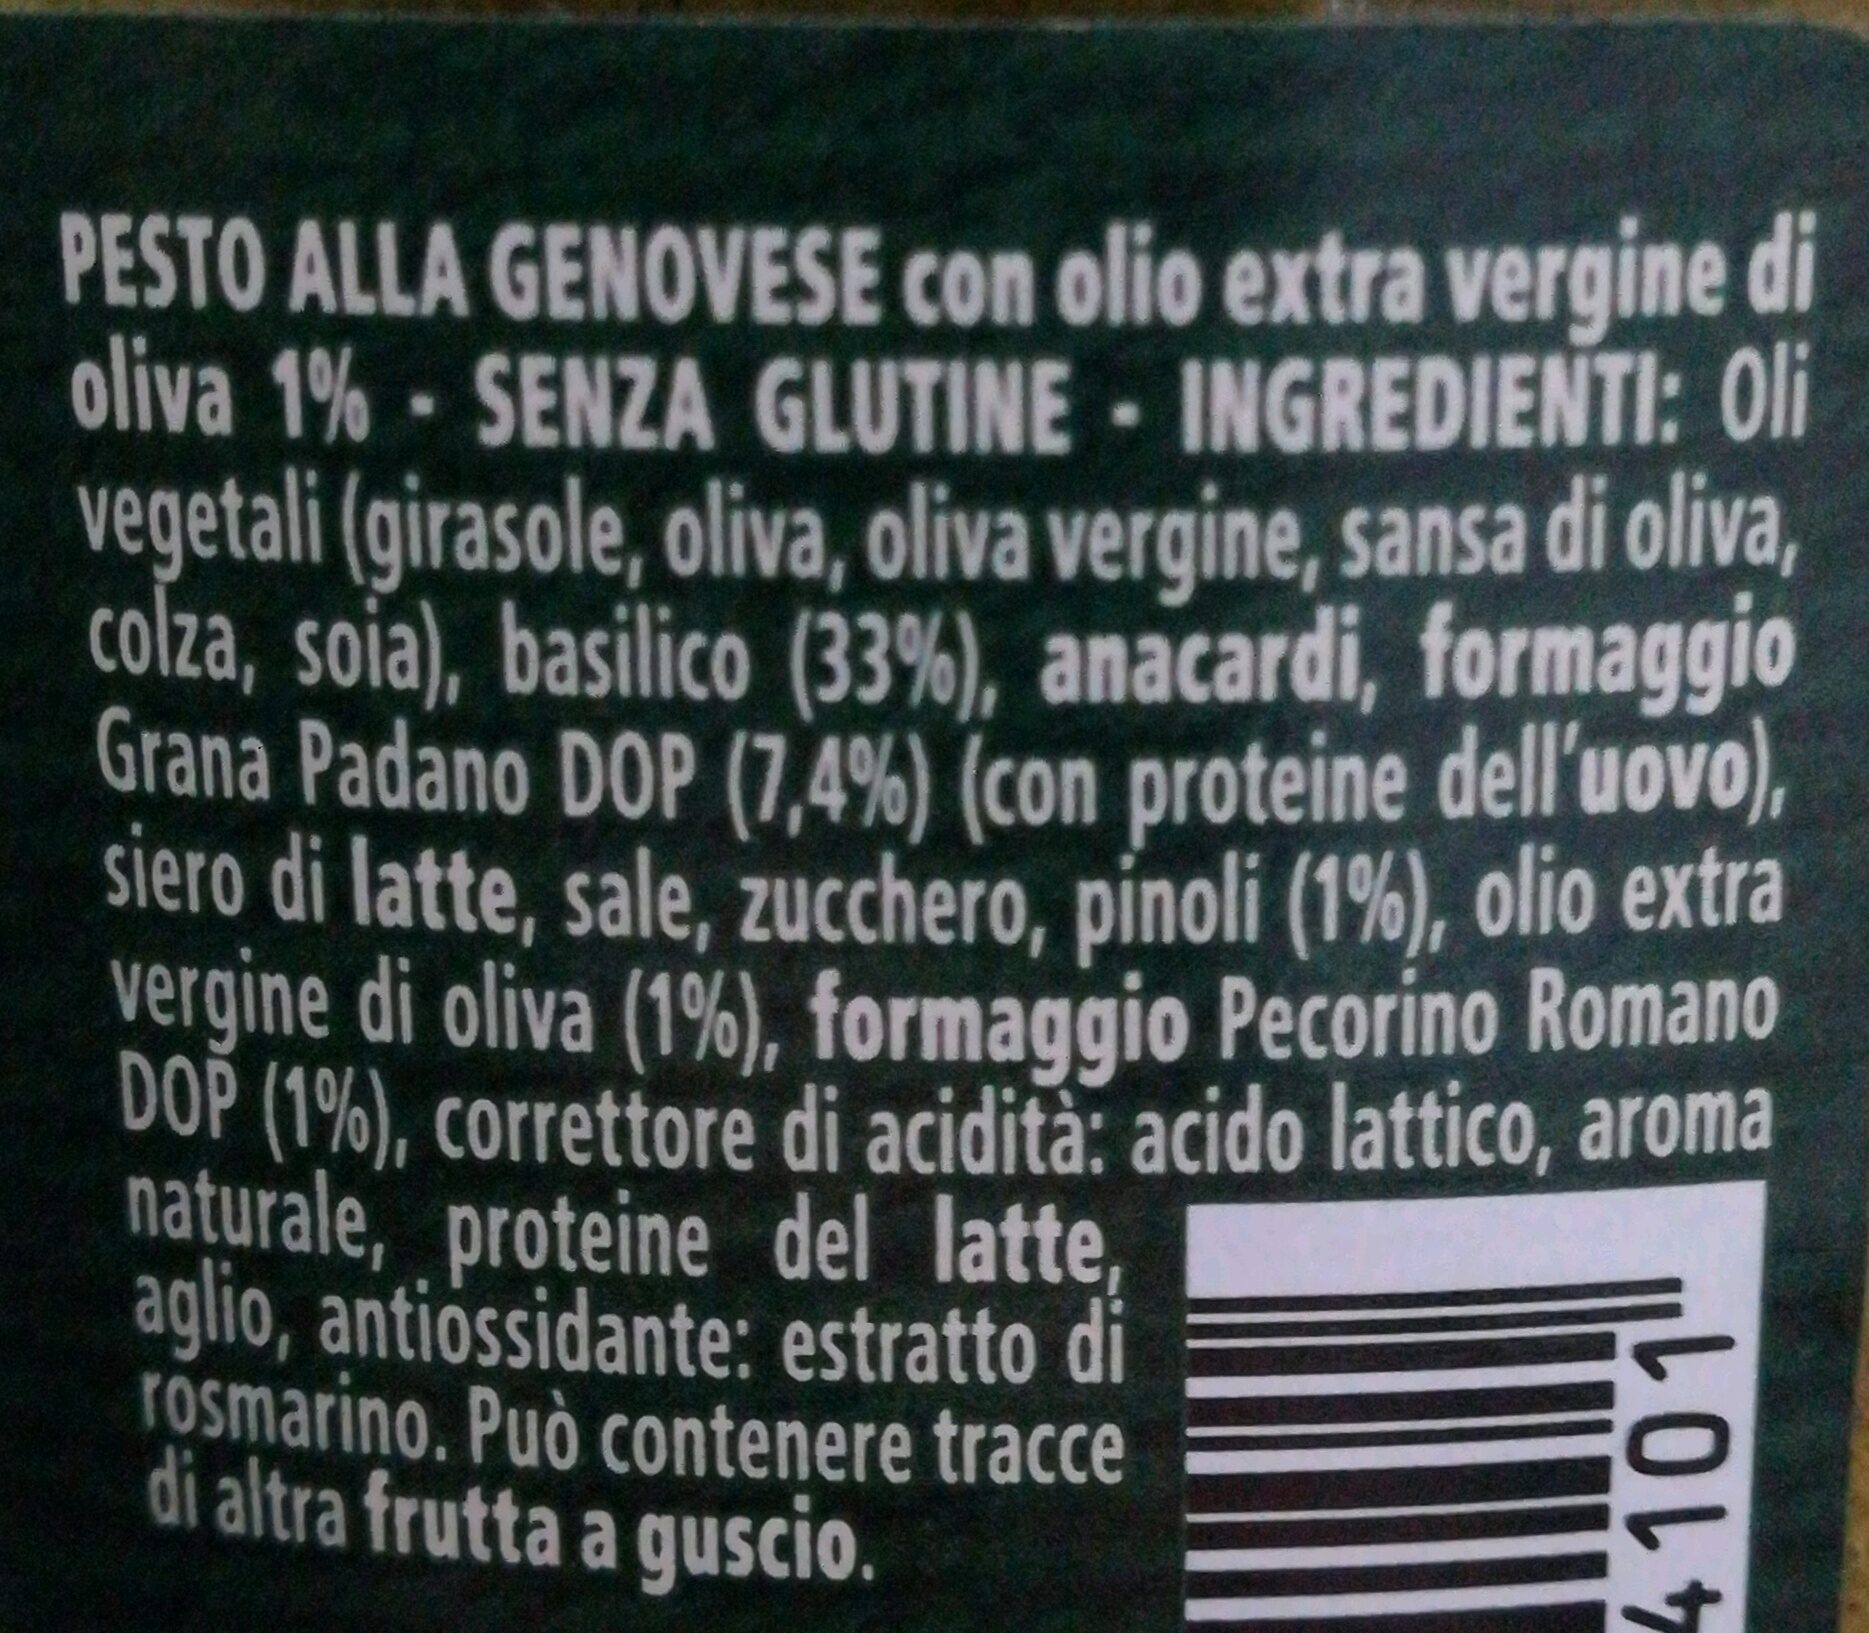 PESTO ALLA GENOVESE con olio extra vergine di
oliva 1% - SENZA GLUTINE - INGREDIENTI: Oli
vegetali (girasole, oliva, oliva vergine, sansa di oliva,
colza, soia), basilico (33%), anacardi, formaggio
Grana Padano DOP (7,4%) (con proteine dell'uovo),
siero di latte, sale, zucchero, pinoli (1%), olio extra
vergine di oliva (1%), formaggio Pecorino Romano
DOP (1%), correttore di acidità: acido lattico, aroma
naturale, proteine del latte,
aglio, antiossidante: estratto di
rosmarino. Può contenere tracce
di altra frutta a guscio.
4101